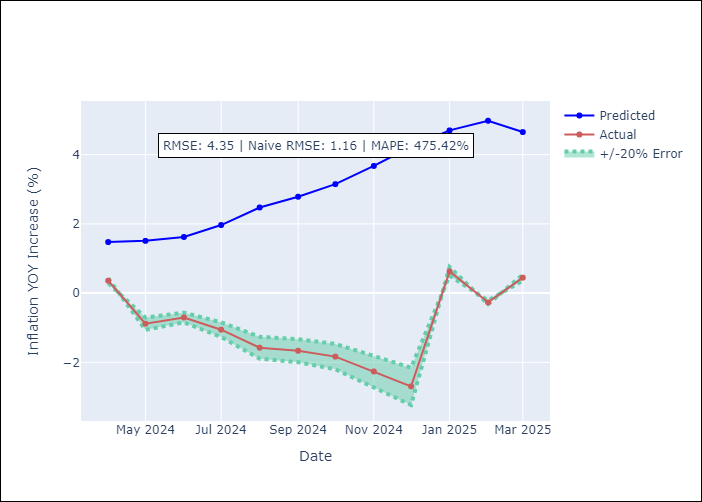 Predicted
Actual
+/-20% Error
RMSE: 4.35 | Naive RMSE: 1.16 | MAPE: 475.42%
4
2
0
−2
Inflation YOY Increase (%)
May 2024 Jul 2024 Sep 2024 Nov 2024 Jan 2025 Mar 2025
Date